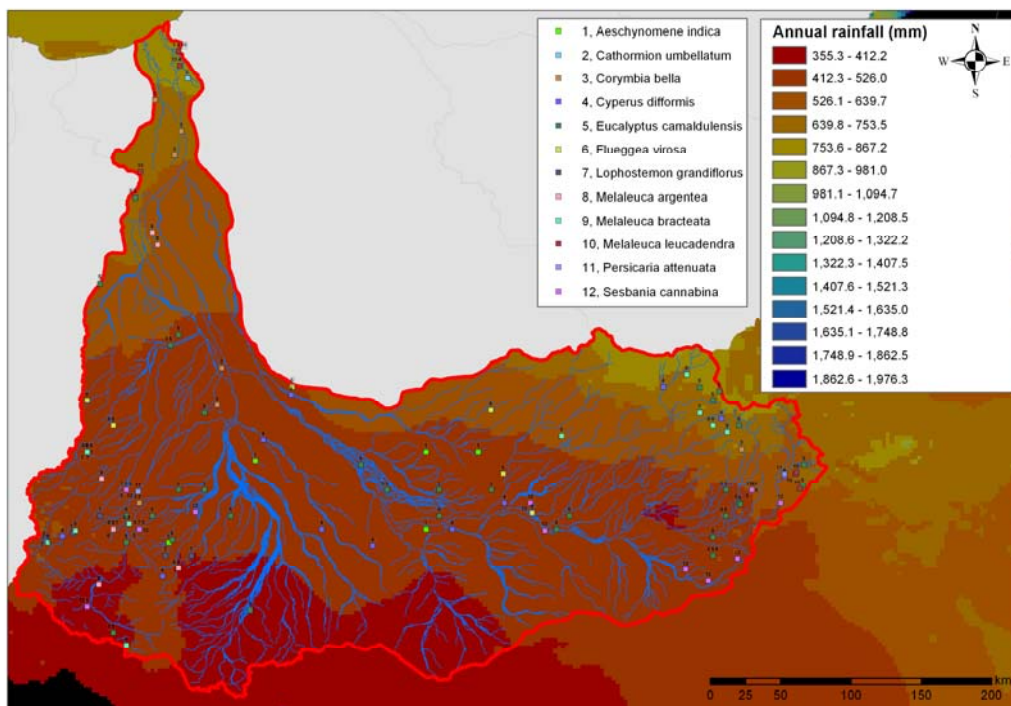 1, Aeschynomene indica
2, Cathormion umbellatum
3, Corymbia bella
4, Cyperus difformis
5, Eucalyptus camaldulensis
6, Flueggea virosa
7, Lophostemon grandiflorus
8, Melaleuca argentea
9, Melaleuca bracteata
10, Melaleuca leucadendra
11, Persicaria attenuata
12, Sesbania cannabina
Annual rainfall (mm)
355.3 - 412.2
412.3 - 526.0
526.1 - 639.7
639.8 - 753.5
753.6 - 867.2
867.3 - 981.0
981.1 - 1,094.7
1,094.8 - 1,208.5
1,208.6 - 1,322.2
1,322.3 - 1,407.5
1,407.6 - 1,521.3
1,521.4 - 1,635.0
1,635.1 - 1,748.8
1,748.9 - 1,862.5
1,862.6 - 1,976.3
N
W E
S
km
0 25 50 100 150 200